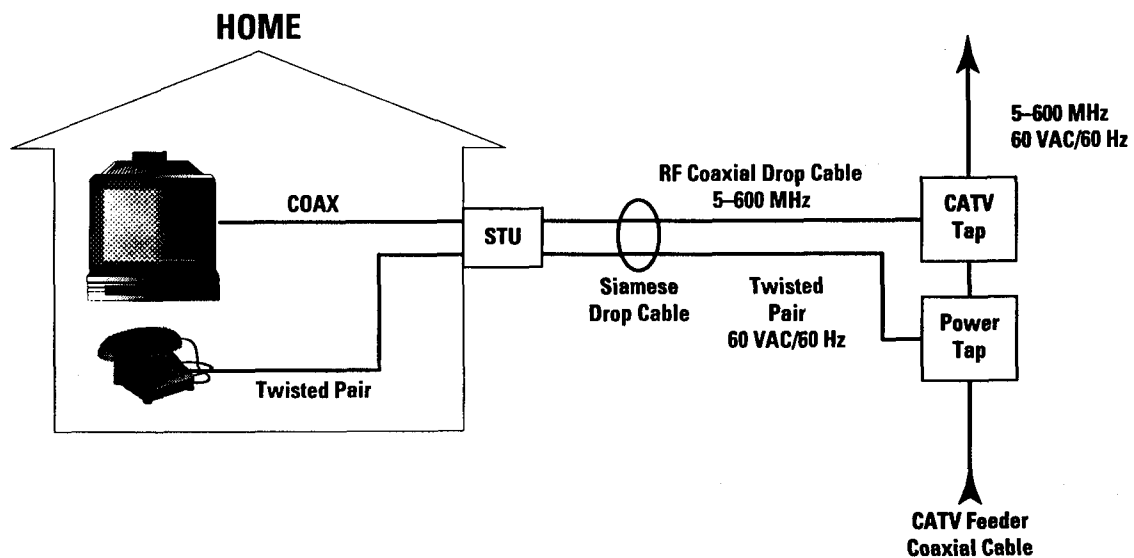 HOME
5–600 MHz
60 VAC/60 Hz
RF Coaxial Drop Cable
5–600 MHz
COAX
STU
CATV
Tap
Siamese
Drop Cable
Twisted
Pair
60 VAC/60 Hz
Power
Tap
Twisted Pair
CATV Feeder
Coaxial Cable